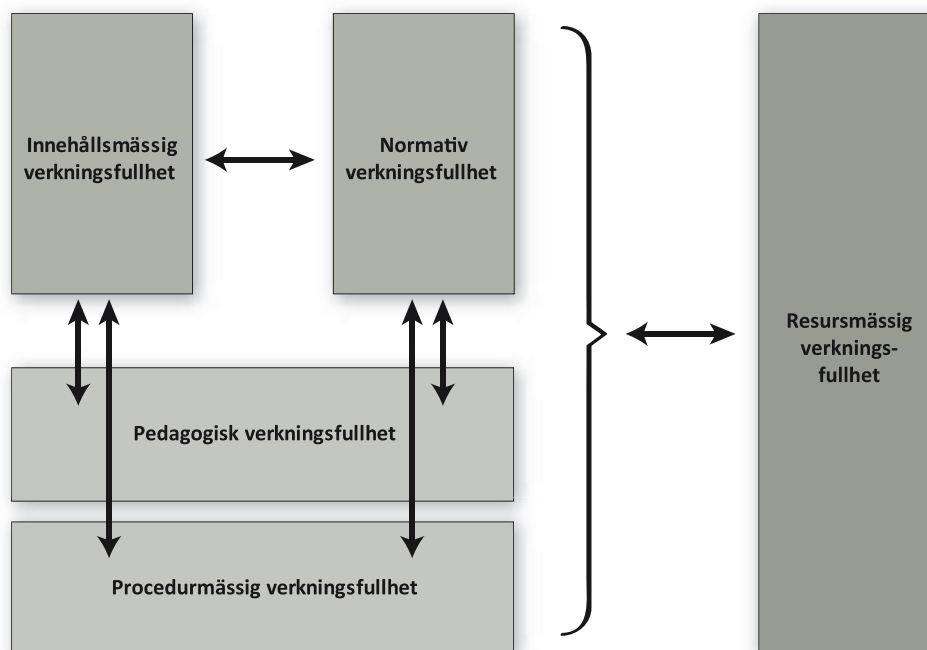 Innehållsmässig
verkningsfullhet
Normativ
verkningsfullhet
Resursmässig
verknings-
fullhet
Pedagogisk verkningsfullhet
Procedurmässig verkningsfullhet